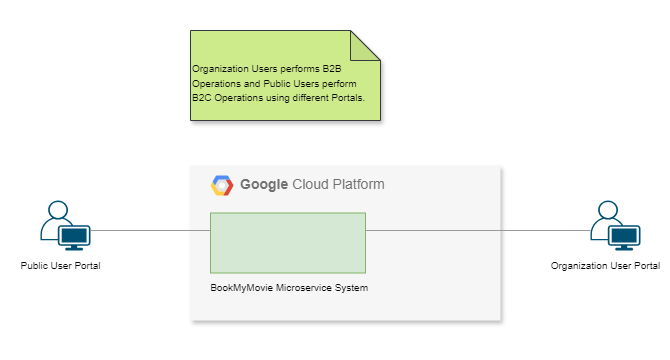 Organization Users performs B2B
Operations and Public Users perform
B2C Operations using different Portals.
Google Cloud Platform
Public User Portal
Organization User Portal
BookMyMovie Microservice System